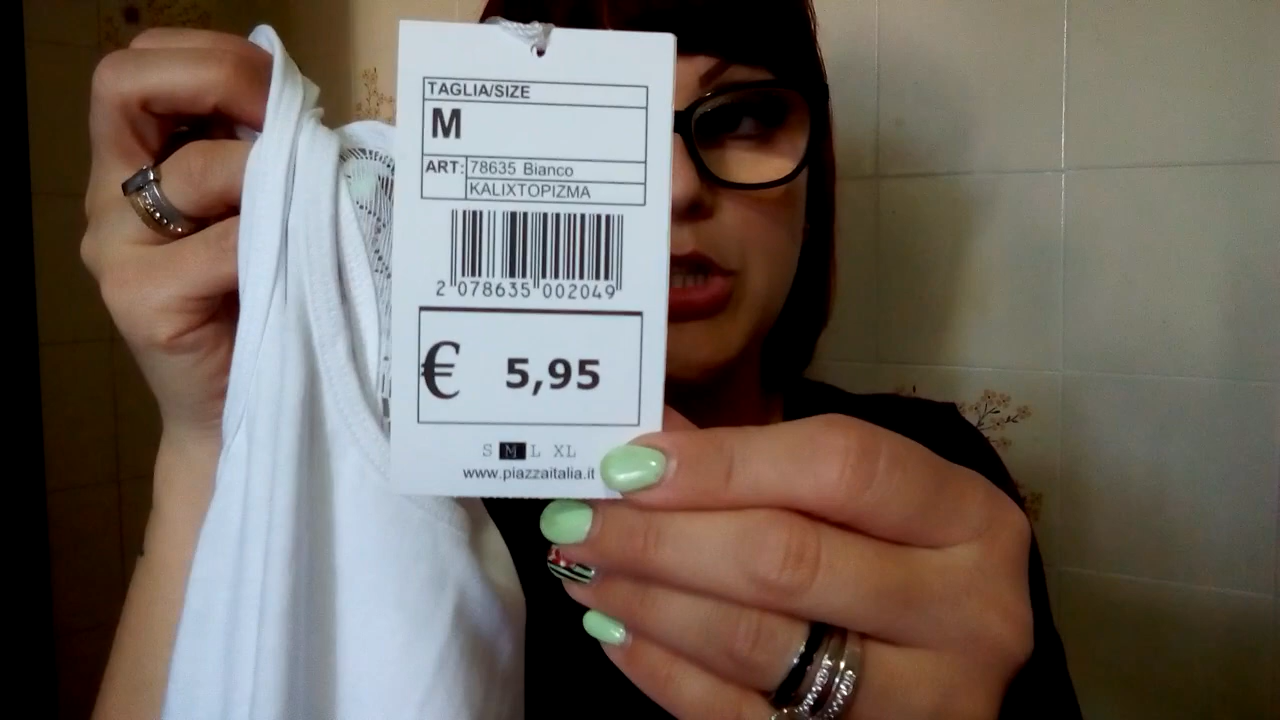 TAGLIA/SIZE
M
ART: 78635 Bianco
KALIXTOPIZMA
2 078635 002049
€ 5,95
S M L XL
www.piazzaitalia.it